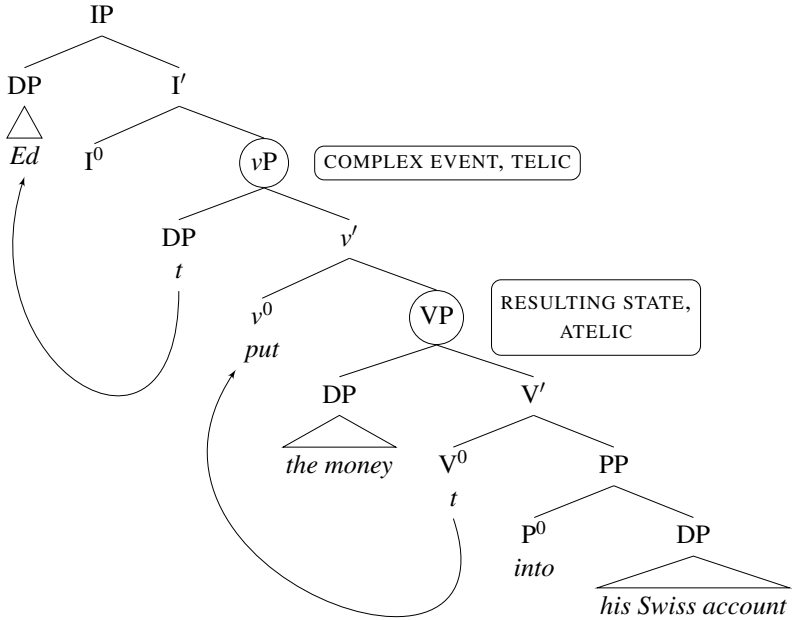 IP
DP I′
Ed I⁰ vP COMPLEX EVENT, TELIC
DP v′
t
v⁰ VP RESULTING STATE,
put ATELIC
DP V′
the money V⁰ PP
t
P⁰ DP
into
his Swiss account